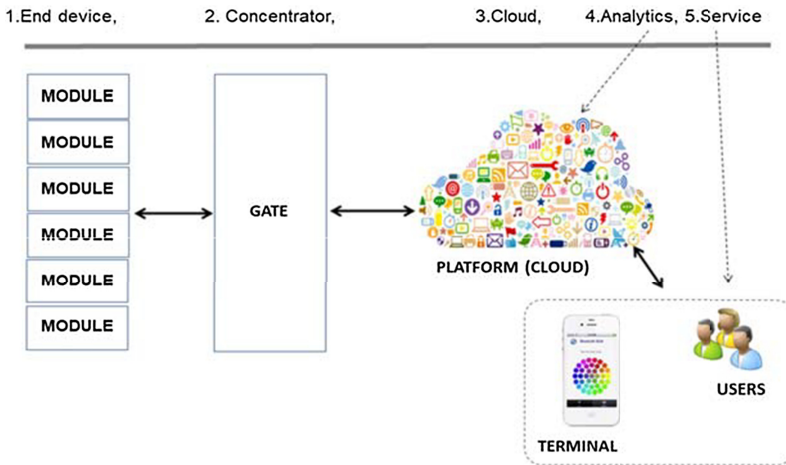 1.End device, 2. Concentrator, 3.Cloud, 4.Analytics, 5.Service
MODULE
MODULE
MODULE
MODULE
MODULE
MODULE
GATE
PLATFORM (CLOUD)
TERMINAL
USERS